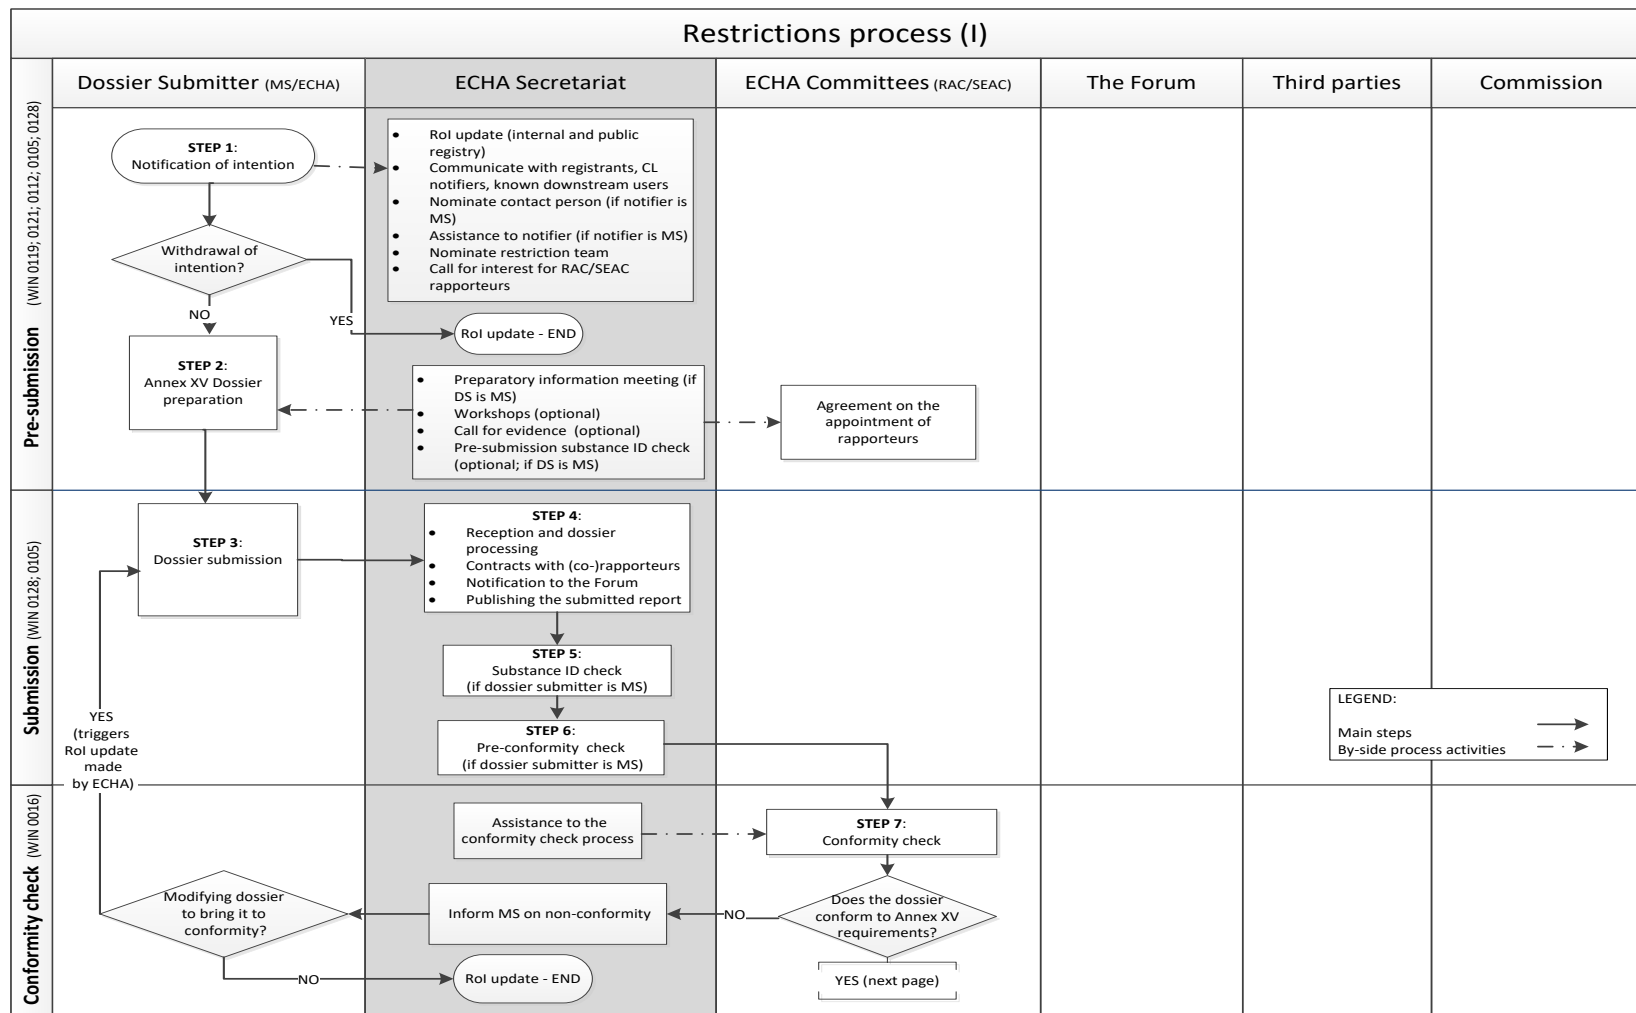 Restrictions process (I)
Dossier Submitter (MS/ECHA)
ECHA Secretariat
ECHA Committees (RAC/SEAC)
The Forum
Third parties
Commission
Pre-submission (WIN 0119; 0121; 0112; 0105; 0128)
STEP 1:
Notification of intention
• RoI update (internal and public
registry)
• Communicate with registrants, CL
notifiers, known downstream users
• Nominate contact person (if notifier is
MS)
• Assistance to notifier (if notifier is MS)
• Nominate restriction team
• Call for interest for RAC/SEAC
rapporteurs
Withdrawal of
intention?
NO
YES
RoI update - END
STEP 2:
Annex XV Dossier
preparation
• Preparatory information meeting (if
DS is MS)
• Workshops (optional)
• Call for evidence (optional)
• Pre-submission substance ID check
(optional; if DS is MS)
Agreement on the
appointment of
rapporteurs
Submission (WIN 0128; 0105)
STEP 3:
Dossier submission
STEP 4:
• Reception and dossier
processing
• Contracts with (co-)rapporteurs
• Notification to the Forum
• Publishing the submitted report
STEP 5:
Substance ID check
(if dossier submitter is MS)
STEP 6:
Pre-conformity check
(if dossier submitter is MS)
YES
(triggers
RoI update
made
by ECHA)
LEGEND:
Main steps
By-side process activities
Conformity check (WIN 0016)
Assistance to the
conformity check process
STEP 7:
Conformity check
Modifying dossier
to bring it to
conformity?
Inform MS on non-conformity
NO
Does the dossier
conform to Annex XV
requirements?
NO
RoI update - END
YES (next page)